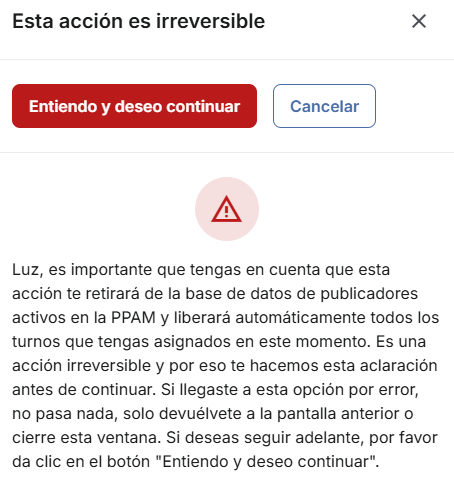 Esta acción es irreversible
Entiendo y deseo continuar
Cancelar
Luz, es importante que tengas en cuenta que esta
acción te retirará de la base de datos de publicadores
activos en la PPAM y liberará automáticamente todos los
turnos que tengas asignados en este momento. Es una
acción irreversible y por eso te hacemos esta aclaración
antes de continuar. Si llegaste a esta opción por error,
no pasa nada, solo devuélvete a la pantalla anterior o
cierre esta ventana. Si deseas seguir adelante, por favor
da clic en el botón "Entiendo y deseo continuar".